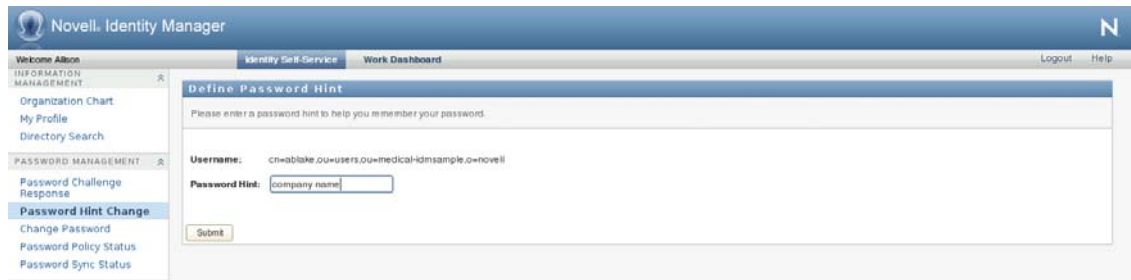 Novell® Identity Manager
N
Welcome Allison
Identity Self-Service Work Dashboard Logout Help
INFORMATION
MANAGEMENT
Organization Chart
My Profile
Directory Search
PASSWORD MANAGEMENT
Password Challenge
Response
Password Hint Change
Change Password
Password Policy Status
Password Sync Status
Define Password Hint
Please enter a password hint to help you remember your password.
Username: cn=ablake,ou=users,ou=medical-idmsample,o=novell
Password Hint: company name
Submit